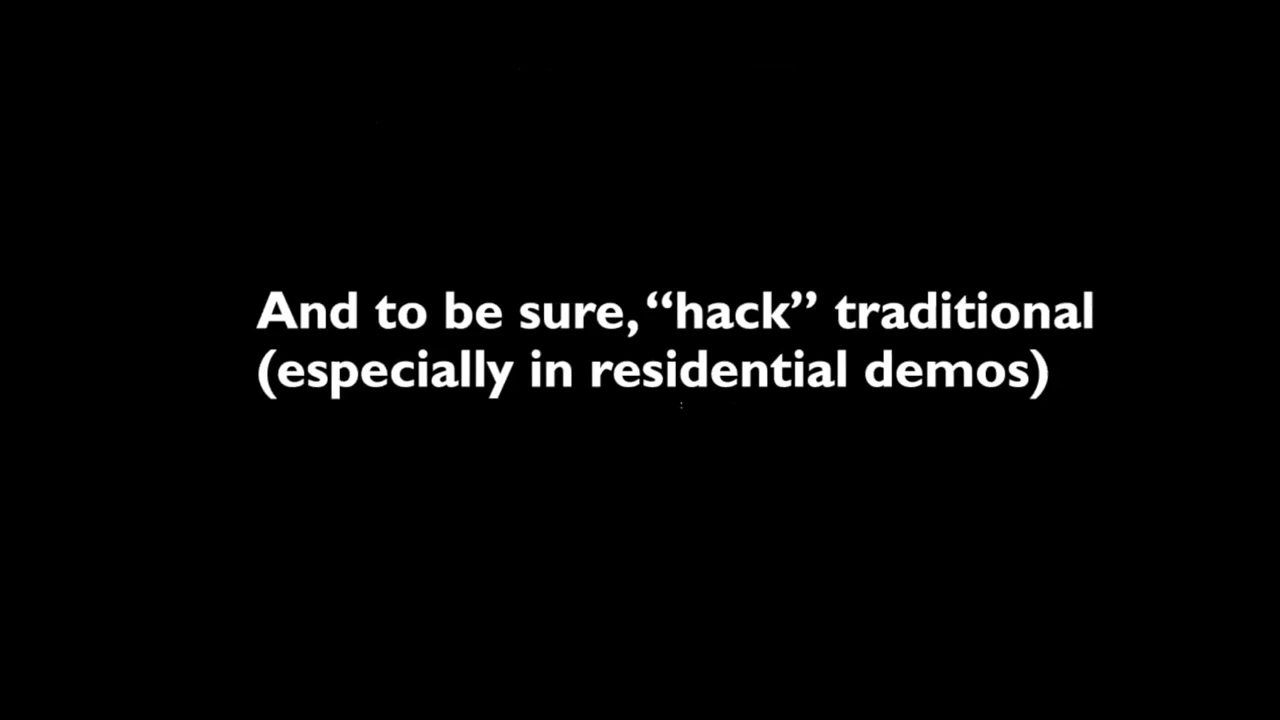 And to be sure, “hack” traditional
(especially in residential demos)